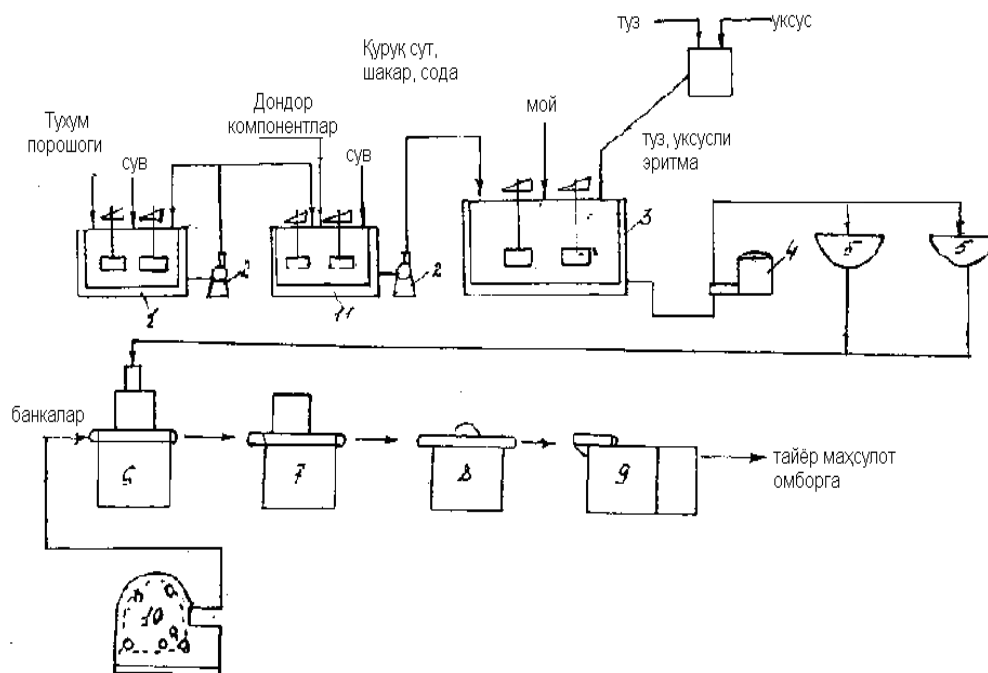 туз
уксус
Қуруқ сут,
шакар, сода
мой
туз, уксусли
эритма
Тухум
порошоги
сув
Дондор
компонентлар
сув
3
2
2
4
5
5
1
11
банкалар
6
7
8
9
тайёр маҳсулот
омборга
10